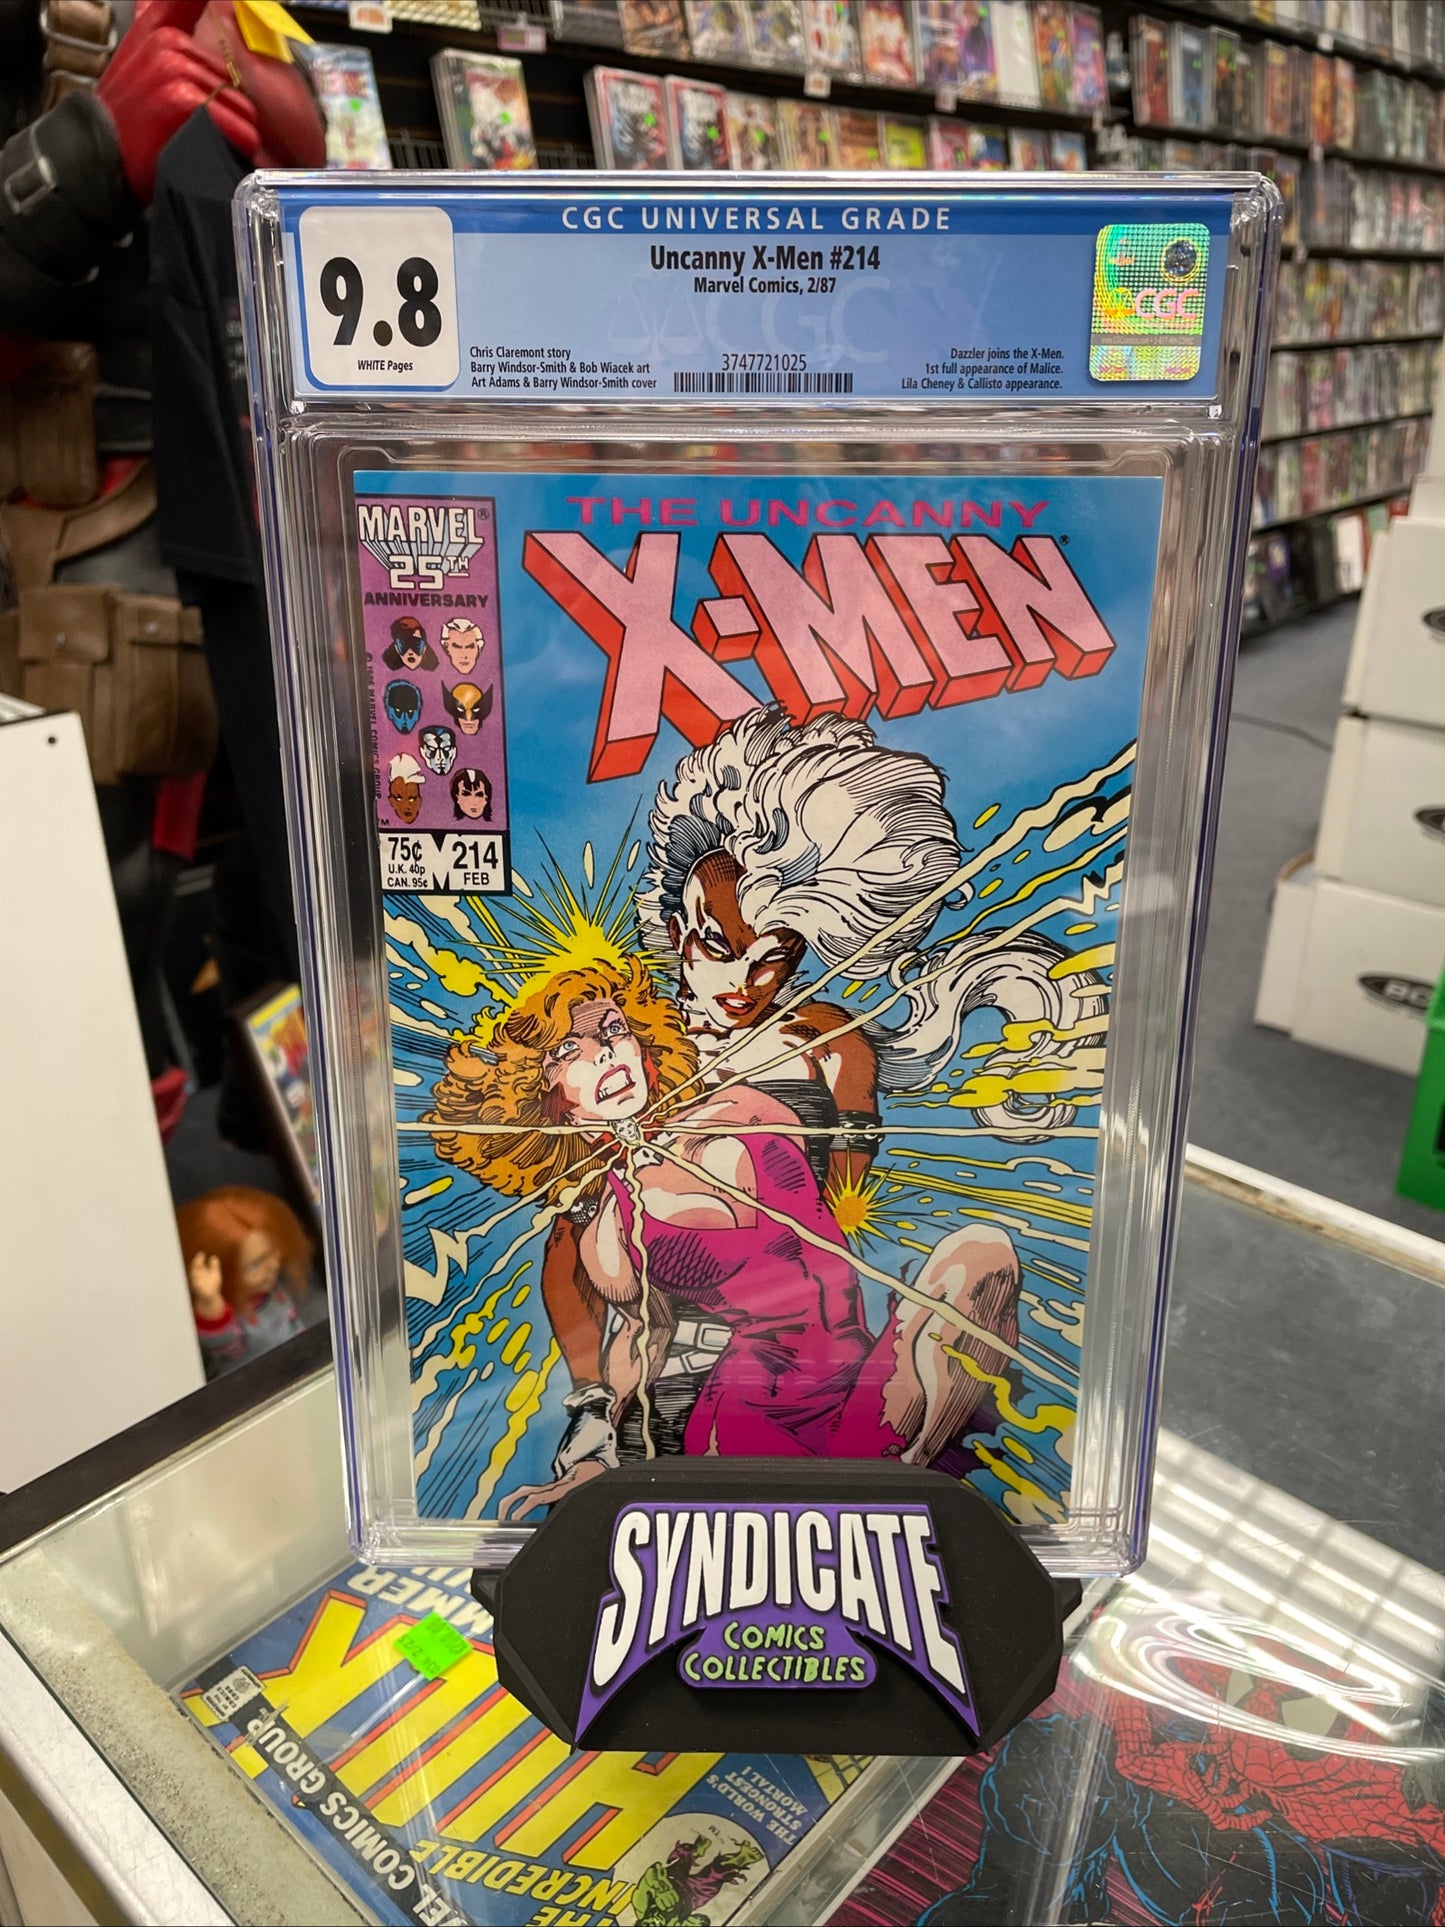 CGC UNIVERSAL GRADE
9.8
WHITE Pages
Uncanny X-Men #214
Marvel Comics, 2/87
Chris Claremont story
Barry Windsor-Smith & Bob Wiacek art
Art Adams & Barry Windsor-Smith cover
3747721025
Dazzler joins the X-Men.
1st full appearance of Malice.
Lila Cheney & Callisto appearance.
CGC
MARVEL®
25TH
ANNIVERSARY
THE UNCANNY
X-MEN®
TM
75¢
U.K. 40p
CAN. 95¢
214
FEB
SYNDICATE
COMICS
COLLECTIBLES
MARVEL COMICS GROUP
THE
INCREDIBLE
HULK
THE WORLD'S
STRONGEST
MORTAL!